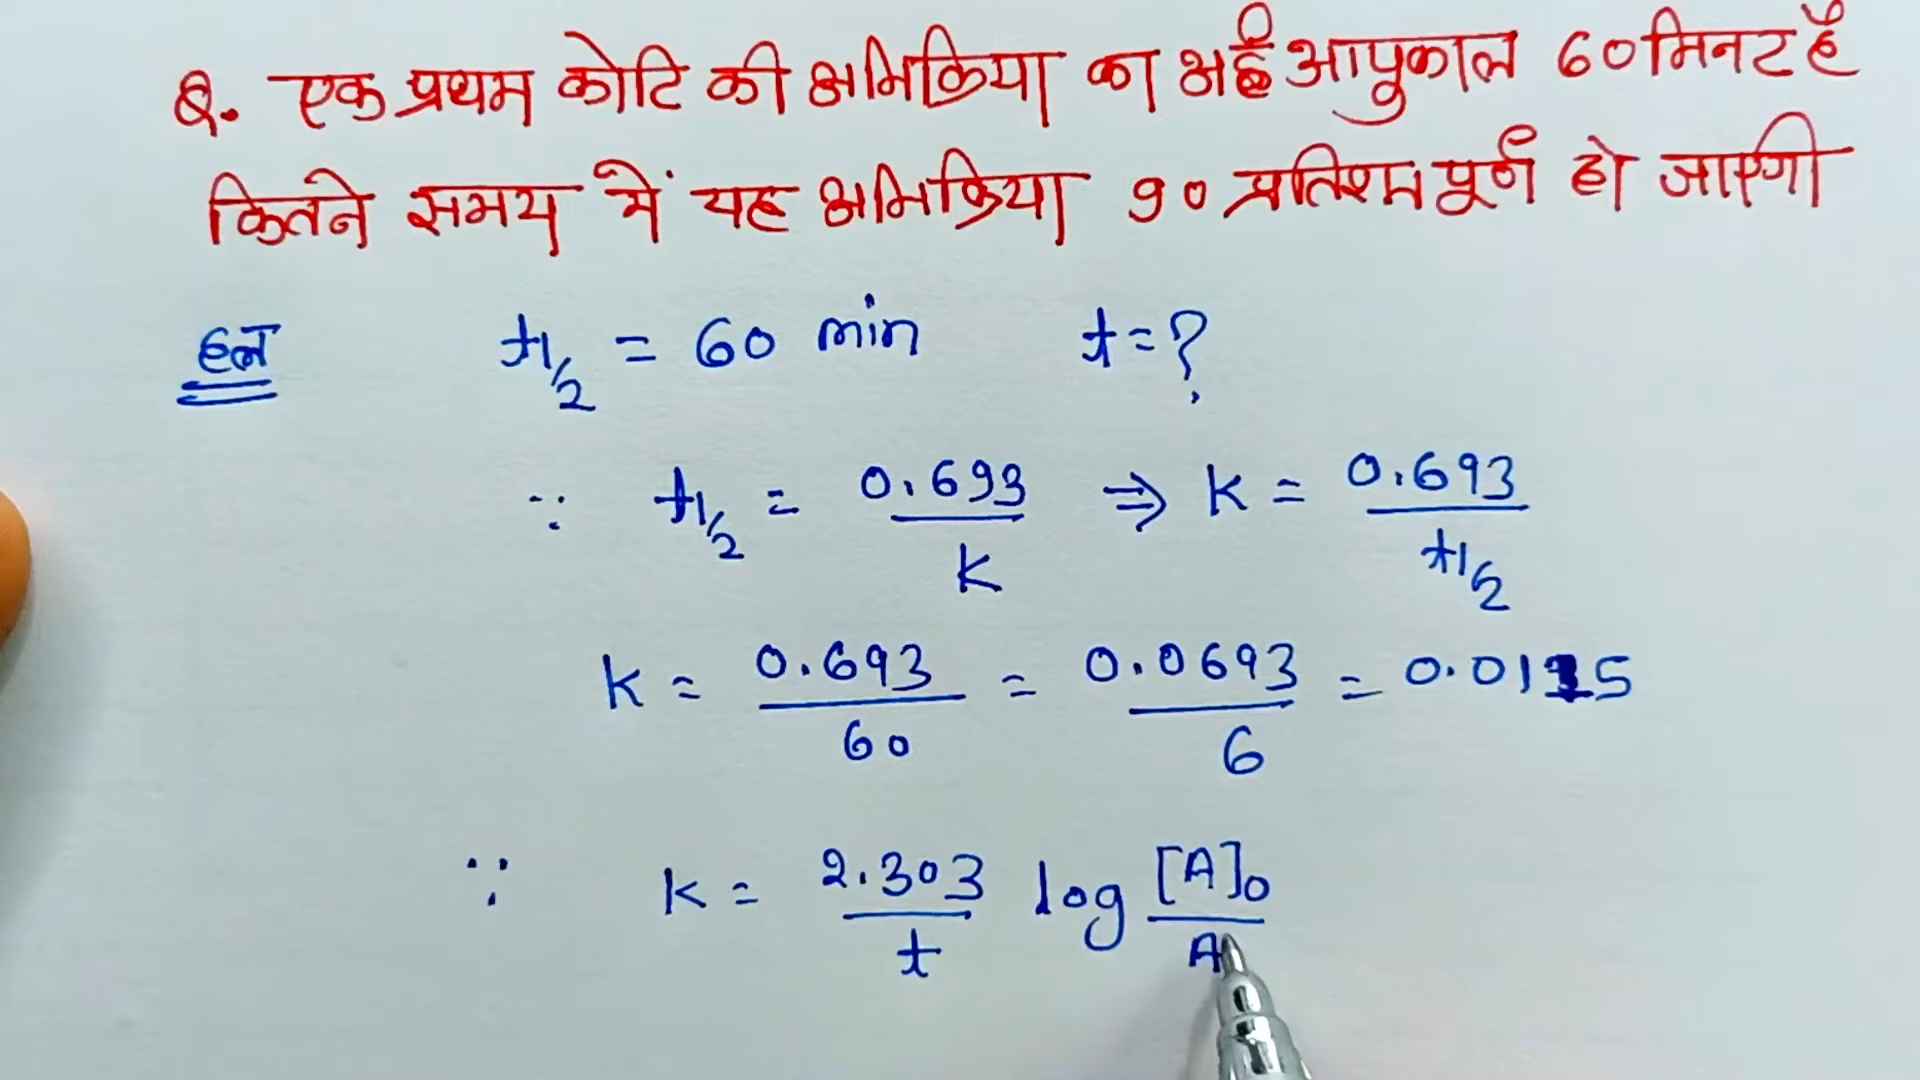 Q. एक प्रथम कोटि की अभिक्रिया का अर्द्ध आयुकाल 60 मिनट है
कितने समय में यह अभिक्रिया 90 प्रतिशत पूर्ण हो जाएगी
हल t1/2 = 60 min t = ?
∵ t1/2 = 0.693/k ⇒ k = 0.693/t1/2
k = 0.693/60 = 0.0693/6 = 0.0115
∵ k = 2.303/t log [A]0/A